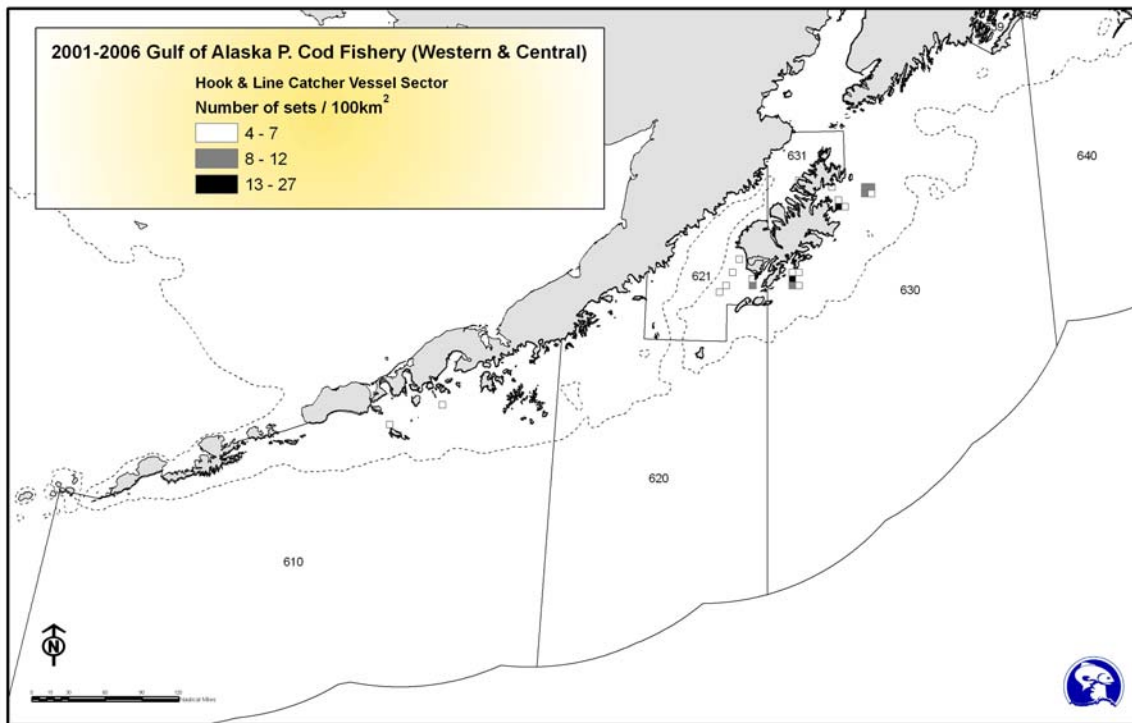 2001-2006 Gulf of Alaska P. Cod Fishery (Western & Central)
Hook & Line Catcher Vessel Sector
Number of sets / 100km²
4 - 7
8 - 12
13 - 27
649
631
640
621
630
620
610
N